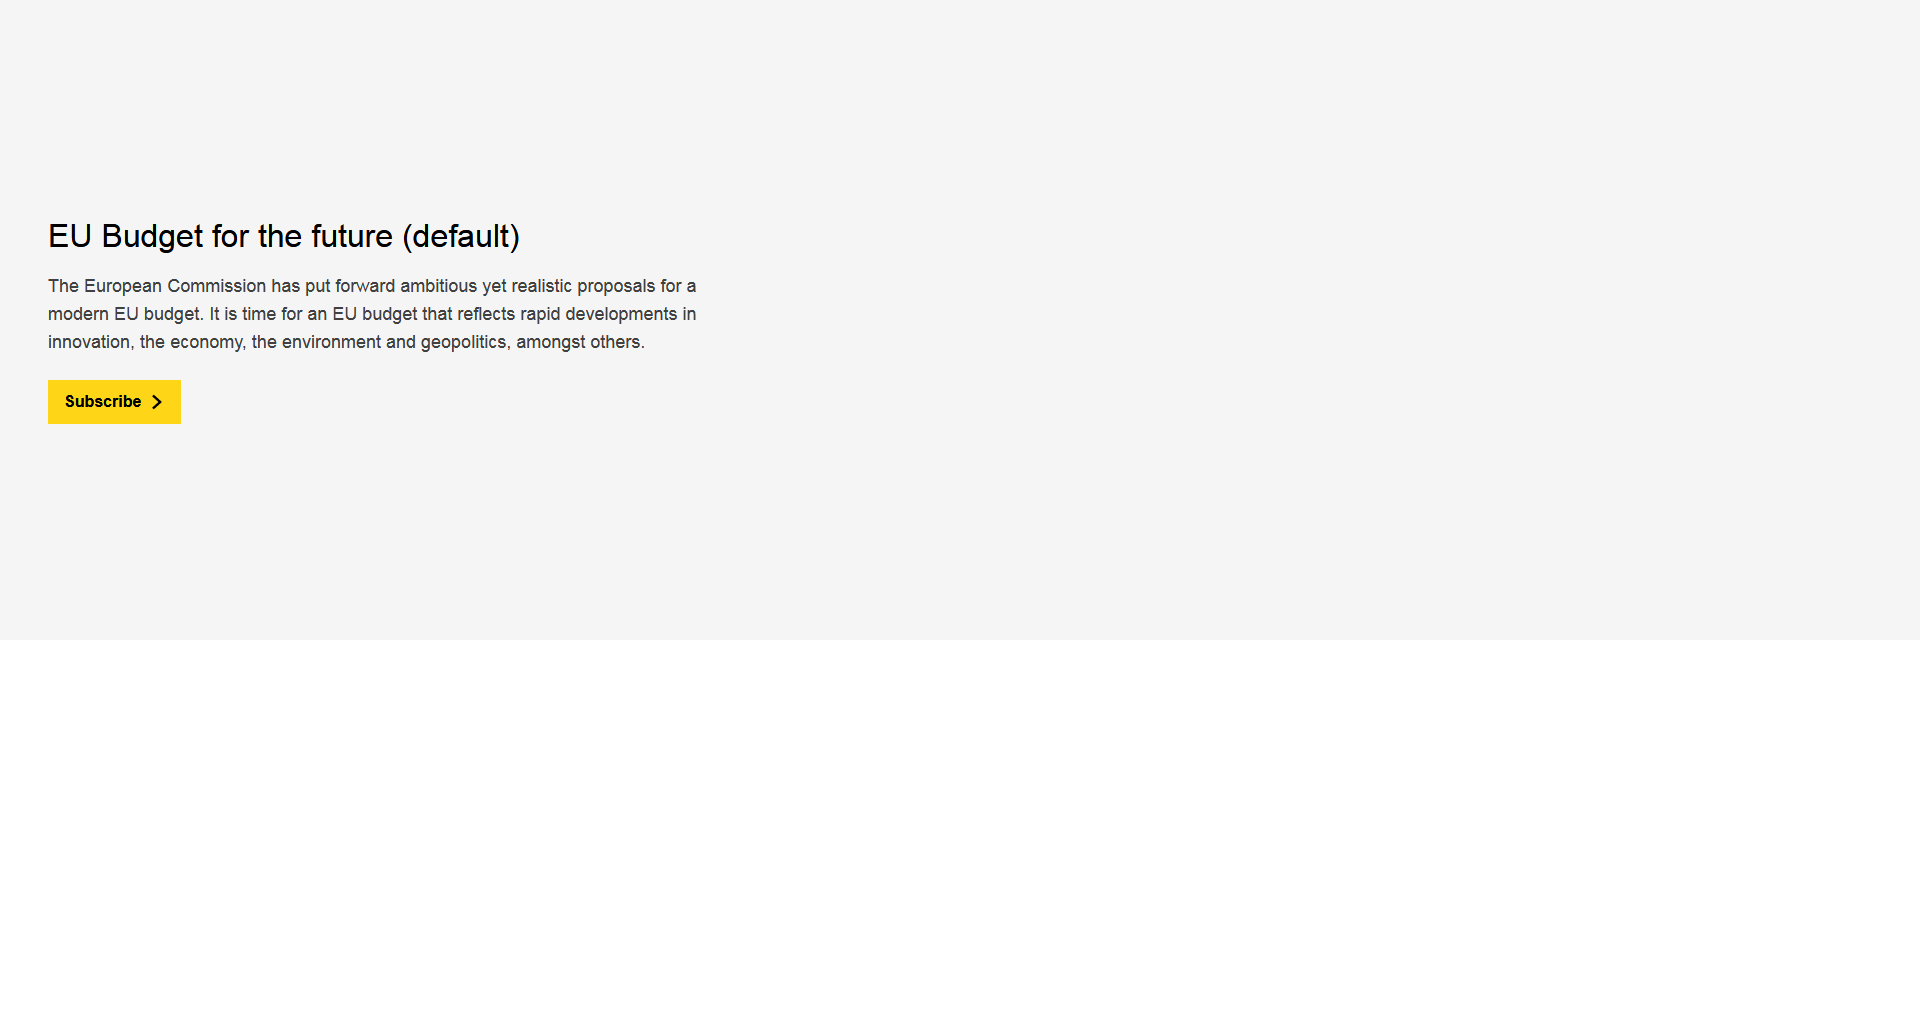 EU Budget for the future (default)
The European Commission has put forward ambitious yet realistic proposals for a
modern EU budget. It is time for an EU budget that reflects rapid developments in
innovation, the economy, the environment and geopolitics, amongst others.
Subscribe